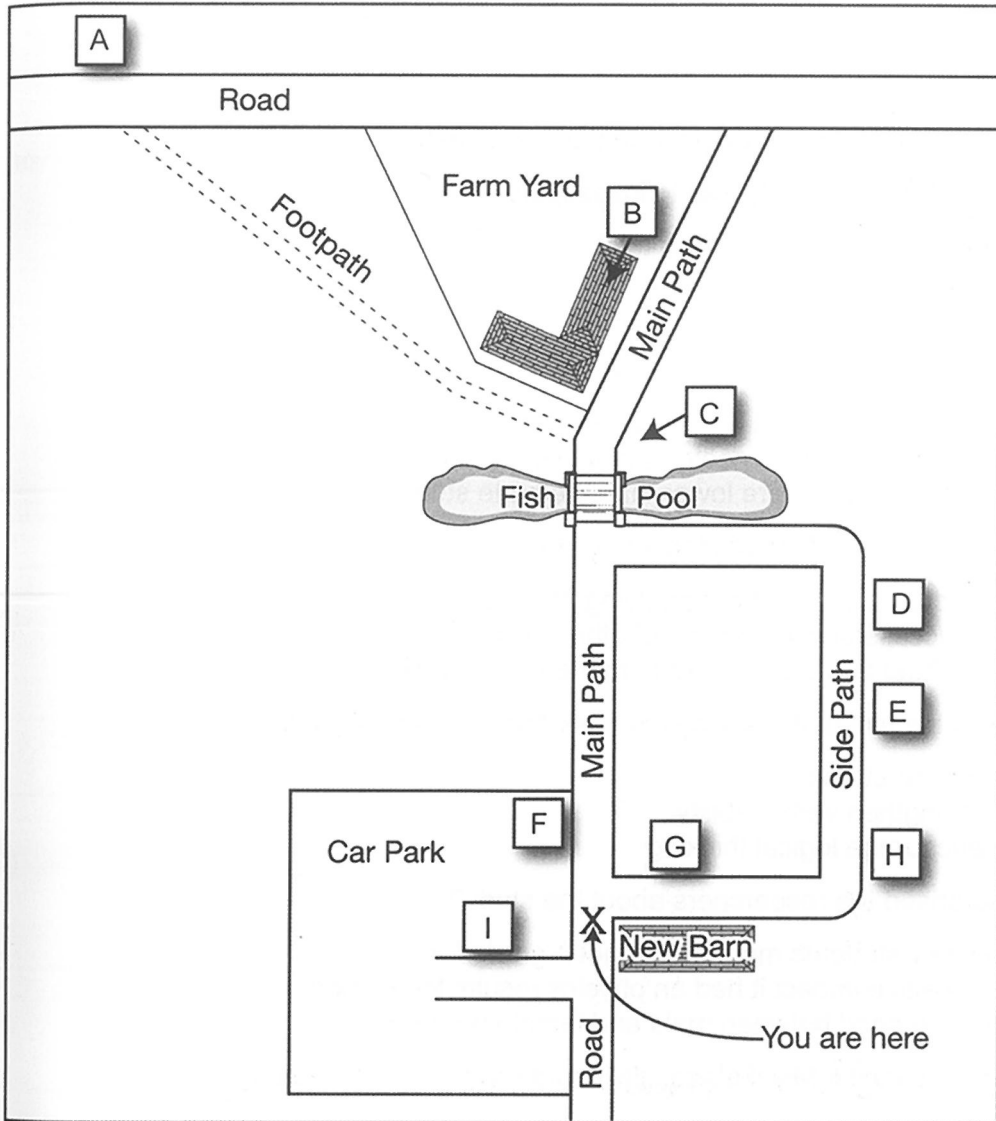 A
Road
Farm Yard
B
Footpath
Main Path
C
Fish Pool
D
Main Path
Side Path
E
F
Car Park
G
H
I
X
New Barn
You are here
Road